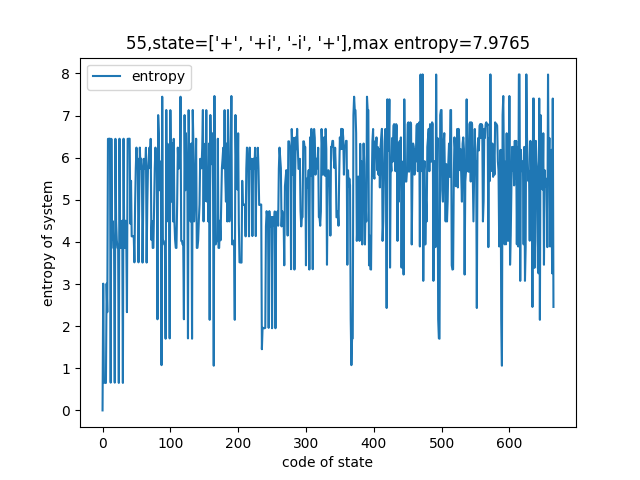 55,state=['+', '+i', '-i', '+'],max entropy=7.9765
entropy
8
7
6
5
4
3
2
1
0
entropy of system
0 100 200 300 400 500 600
code of state